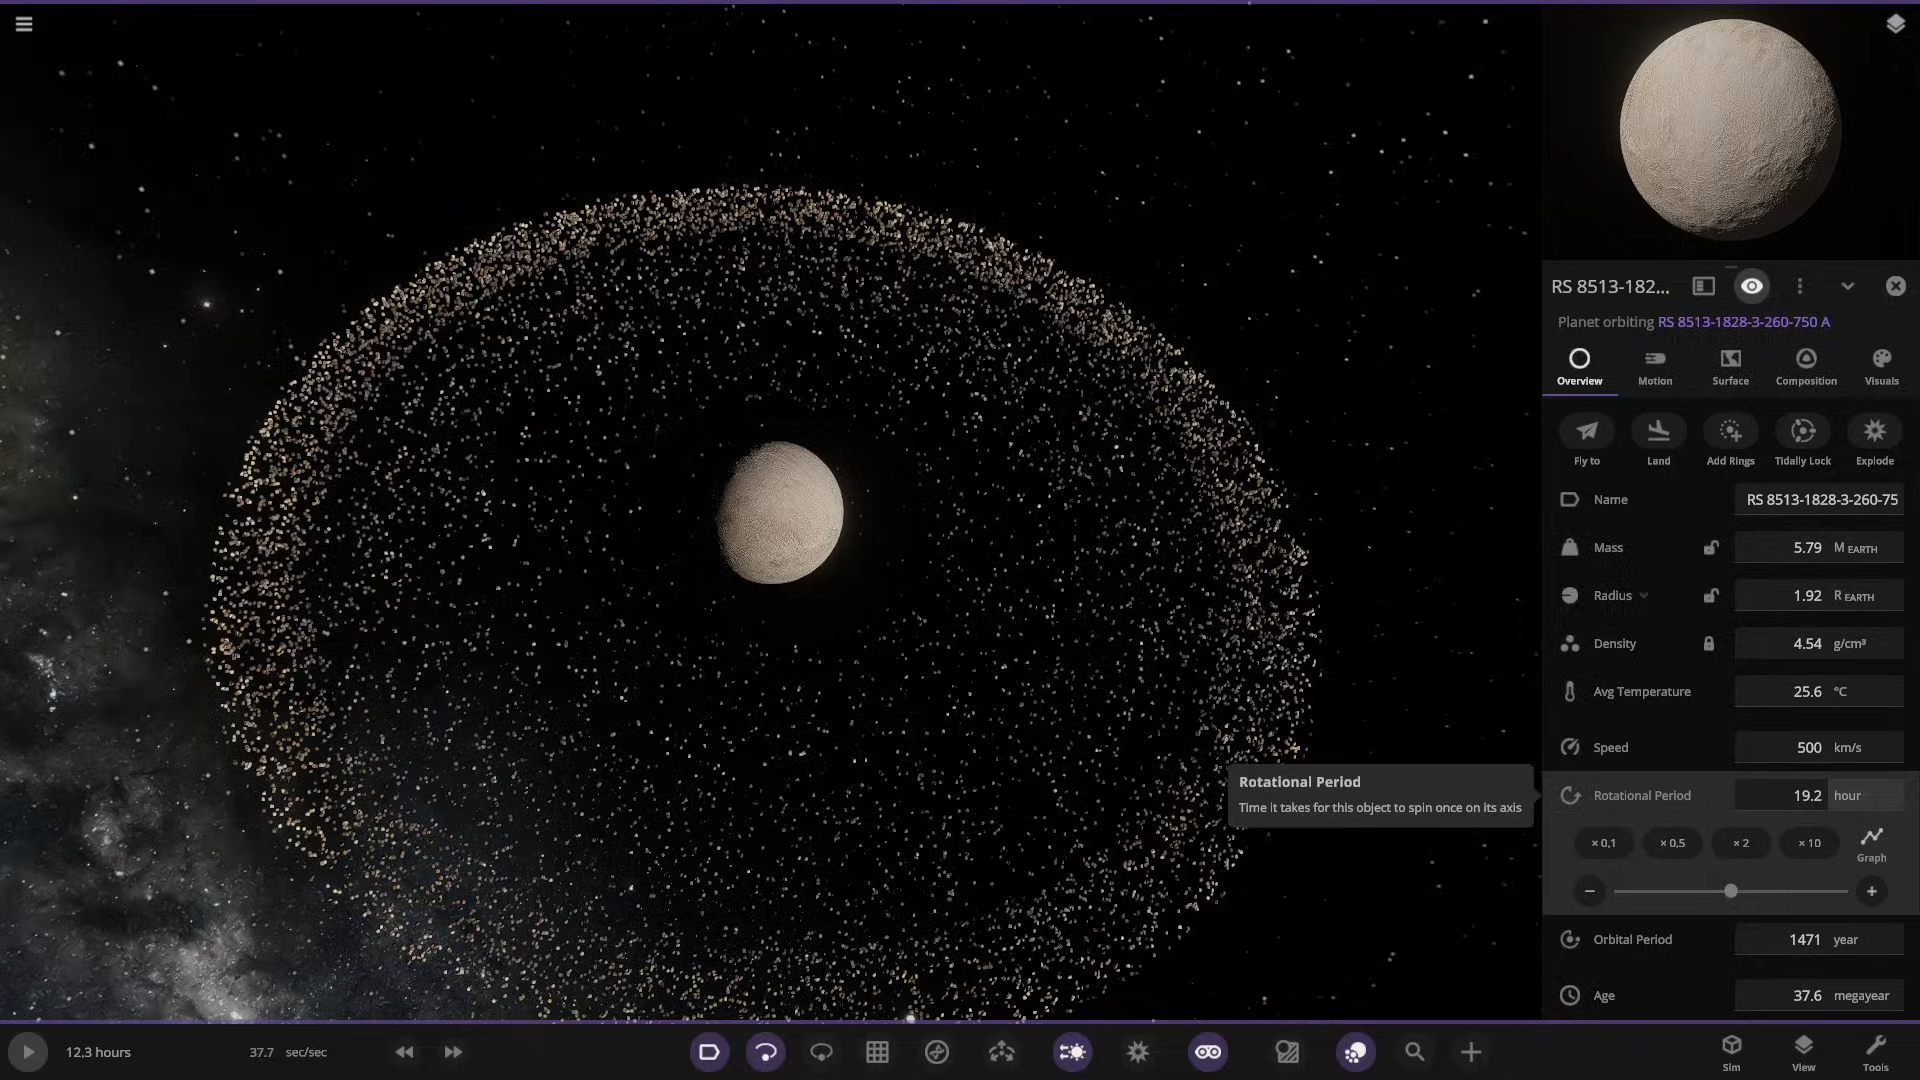 RS 8513-182...
Planet orbiting RS 8513-1828-3-260-750 A
Overview Motion Surface Composition Visuals
Fly to Land Add Rings Tidally Lock Explode
Name RS 8513-1828-3-260-75
Mass 5.79 M EARTH
Radius 1.92 R EARTH
Density 4.54 g/cm³
Avg Temperature 25.6 °C
Speed 500 km/s
Rotational Period
Time it takes for this object to spin once on its axis
Rotational Period 19.2 hour
× 0.1 × 0.5 × 2 × 10 Graph
Orbital Period 1471 year
Age 37.6 megayear
12.3 hours 37.7 sec/sec
Sim View Tools